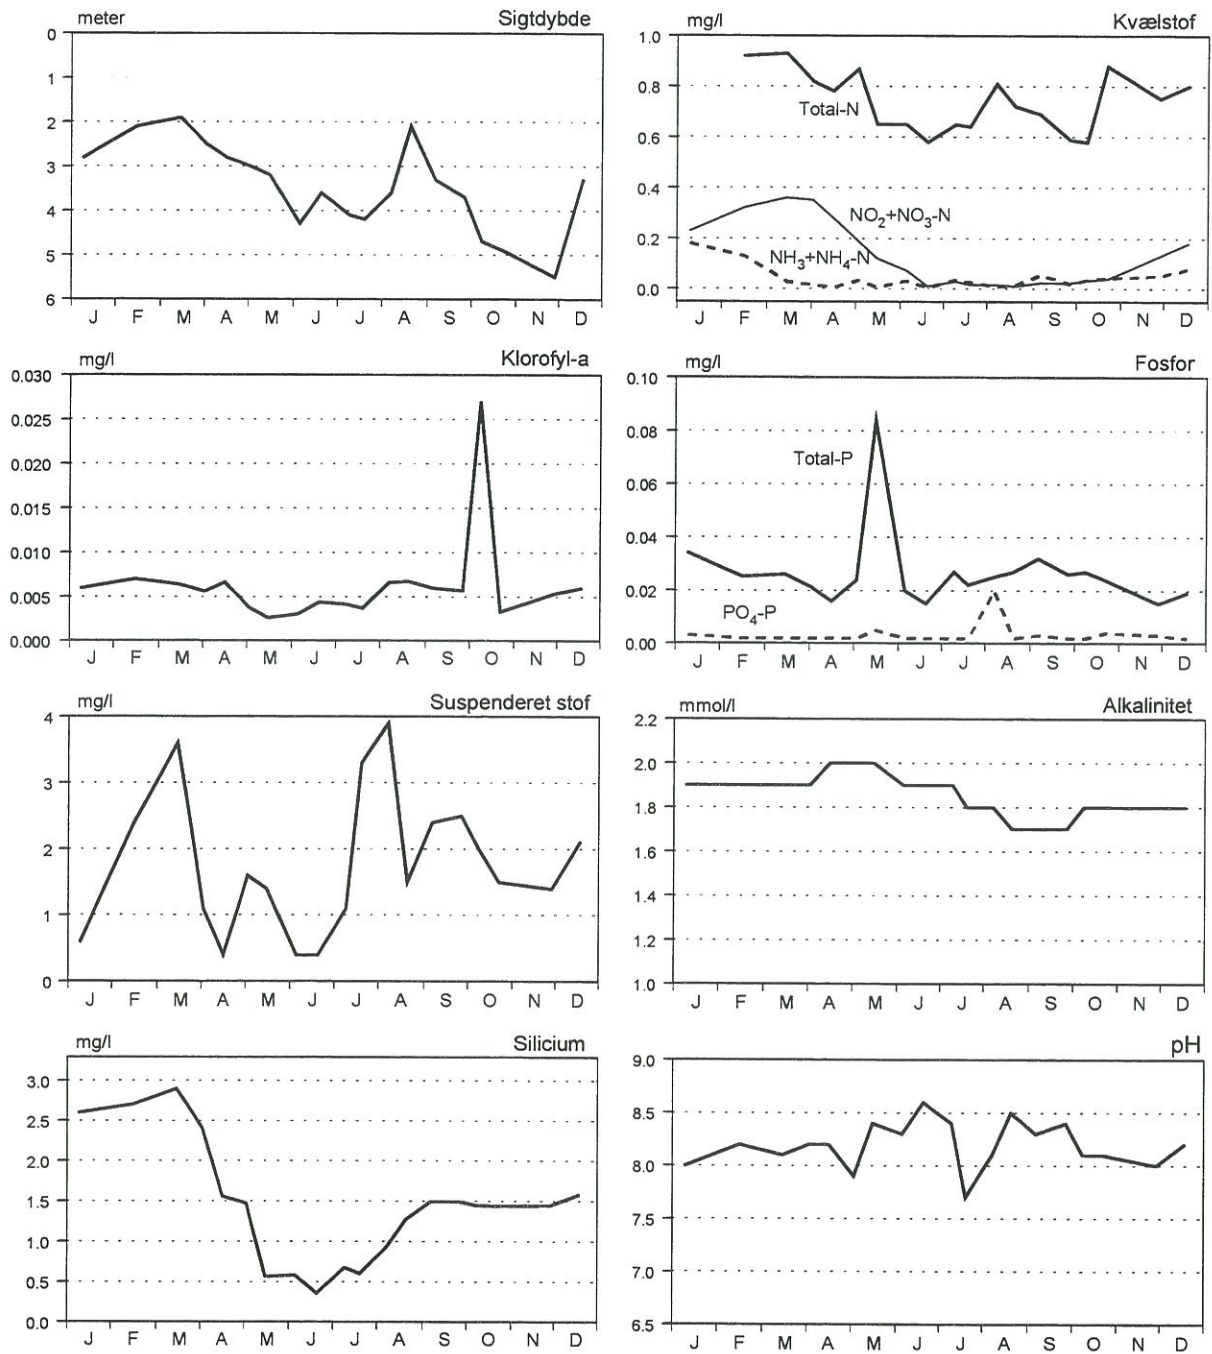 meter Sigtdybde
0
1
2
3
4
5
6
J F M A M J J A S O N D
mg/l Kvælstof
1.0
0.8
Total-N
0.6
0.4
NO2+NO3-N
0.2
NH3+NH4-N
0.0
J F M A M J J A S O N D
mg/l Klorofyl-a
0.030
0.025
0.020
0.015
0.010
0.005
0.000
J F M A M J J A S O N D
mg/l Fosfor
0.10
0.08
Total-P
0.06
0.04
0.02
PO4-P
0.00
J F M A M J J A S O N D
mg/l Suspenderet stof
4
3
2
1
0
J F M A M J J A S O N D
mmol/l Alkalinitet
2.2
2.0
1.8
1.6
1.4
1.2
1.0
J F M A M J J A S O N D
mg/l Silicium
3.0
2.5
2.0
1.5
1.0
0.5
0.0
J F M A M J J A S O N D
pH
9.0
8.5
8.0
7.5
7.0
6.5
J F M A M J J A S O N D